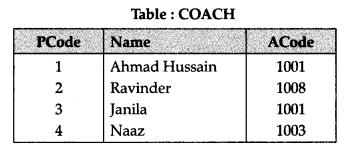 Table : COACH
PCode Name ACode
1 Ahmad Hussain 1001
2 Ravinder 1008
3 Janila 1001
4 Naaz 1003